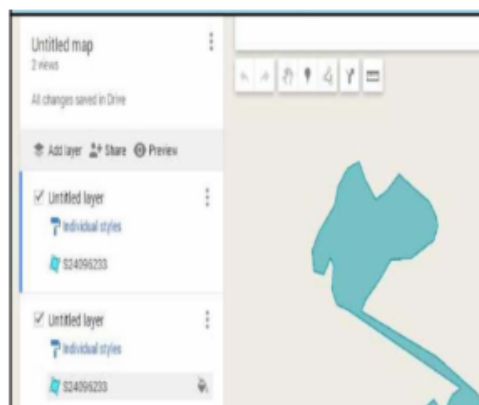 Untitled map
2 views
All changes saved in Drive
Add layer Share Preview
Untitled layer
Individual styles
S24096233
Untitled layer
Individual styles
S24096233